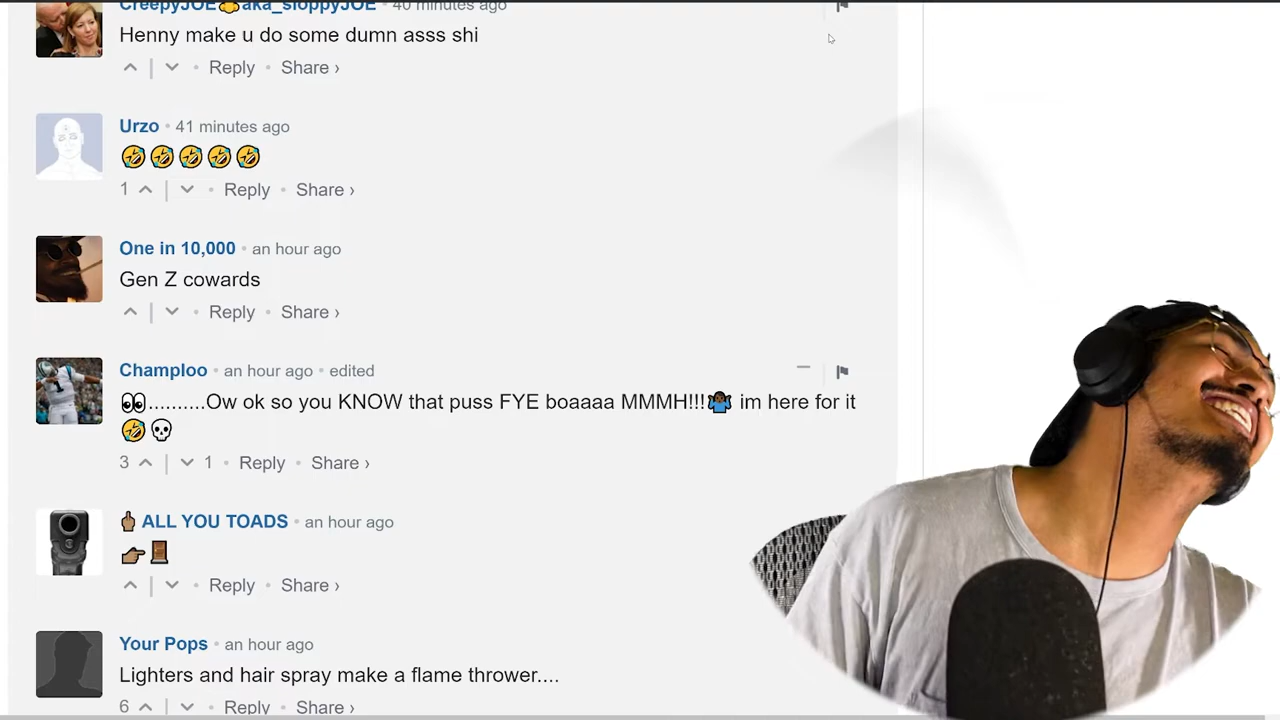 CreepyJOE🤭aka_sloppyJOE • 40 minutes ago
Henny make u do some dumn asss shi
Reply • Share ›
Urzo • 41 minutes ago
🤣🤣🤣🤣🤣
1 Reply • Share ›
One in 10,000 • an hour ago
Gen Z cowards
Reply • Share ›
Champloo • an hour ago • edited
👀..........Ow ok so you KNOW that puss FYE boaaaa MMMH!!!🤷🏿‍♂️ im here for it
🤣💀
3 1 • Reply • Share ›
🖕🏽ALL YOU TOADS • an hour ago
👉🏽🚪
Reply • Share ›
Your Pops • an hour ago
Lighters and hair spray make a flame thrower....
6 Reply • Share ›